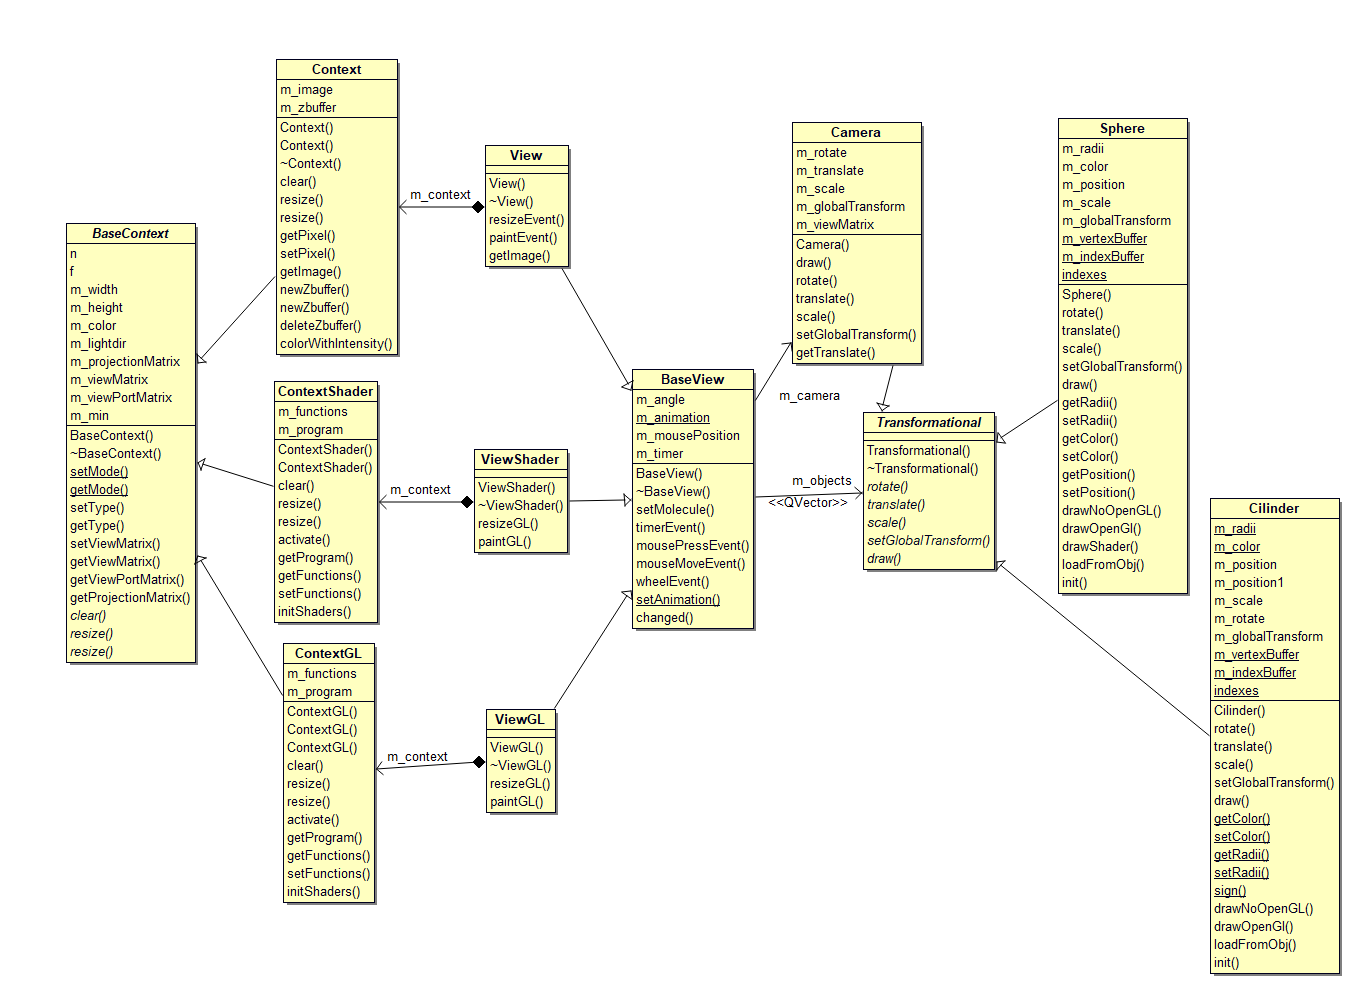 BaseContext
n
f
m_width
m_height
m_color
m_lightdir
m_projectionMatrix
m_viewMatrix
m_viewPortMatrix
m_min
BaseContext()
~BaseContext()
setMode()
getMode()
setType()
getType()
setViewMatrix()
getViewMatrix()
getViewPortMatrix()
getProjectionMatrix()
clear()
resize()
resize()
Context
m_image
m_zbuffer
Context()
Context()
~Context()
clear()
resize()
resize()
getPixel()
setPixel()
getImage()
newZbuffer()
newZbuffer()
deleteZbuffer()
colorWithIntensity()
ContextShader
m_functions
m_program
ContextShader()
ContextShader()
clear()
resize()
resize()
activate()
getProgram()
getFunctions()
setFunctions()
initShaders()
ContextGL
m_functions
m_program
ContextGL()
ContextGL()
ContextGL()
clear()
resize()
resize()
activate()
getProgram()
getFunctions()
setFunctions()
initShaders()
m_context
m_context
m_context
View
View()
~View()
resizeEvent()
paintEvent()
getImage()
ViewShader
ViewShader()
~ViewShader()
resizeGL()
paintGL()
ViewGL
ViewGL()
~ViewGL()
resizeGL()
paintGL()
BaseView
m_angle
m_animation
m_mousePosition
m_timer
BaseView()
~BaseView()
setMolecule()
timerEvent()
mousePressEvent()
mouseMoveEvent()
wheelEvent()
setAnimation()
changed()
m_camera
m_objects
<<QVector>>
Camera
m_rotate
m_translate
m_scale
m_globalTransform
m_viewMatrix
Camera()
draw()
rotate()
translate()
scale()
setGlobalTransform()
getTranslate()
Transformational
Transformational()
~Transformational()
rotate()
translate()
scale()
setGlobalTransform()
draw()
Sphere
m_radii
m_color
m_position
m_scale
m_globalTransform
m_vertexBuffer
m_indexBuffer
indexes
Sphere()
rotate()
translate()
scale()
setGlobalTransform()
draw()
getRadii()
setRadii()
getColor()
setColor()
getPosition()
setPosition()
drawNoOpenGL()
drawOpenGl()
drawShader()
loadFromObj()
init()
Cilinder
m_radii
m_color
m_position
m_position1
m_scale
m_rotate
m_globalTransform
m_vertexBuffer
m_indexBuffer
indexes
Cilinder()
rotate()
translate()
scale()
setGlobalTransform()
draw()
getColor()
setColor()
getRadii()
setRadii()
sign()
drawNoOpenGL()
drawOpenGl()
loadFromObj()
init()